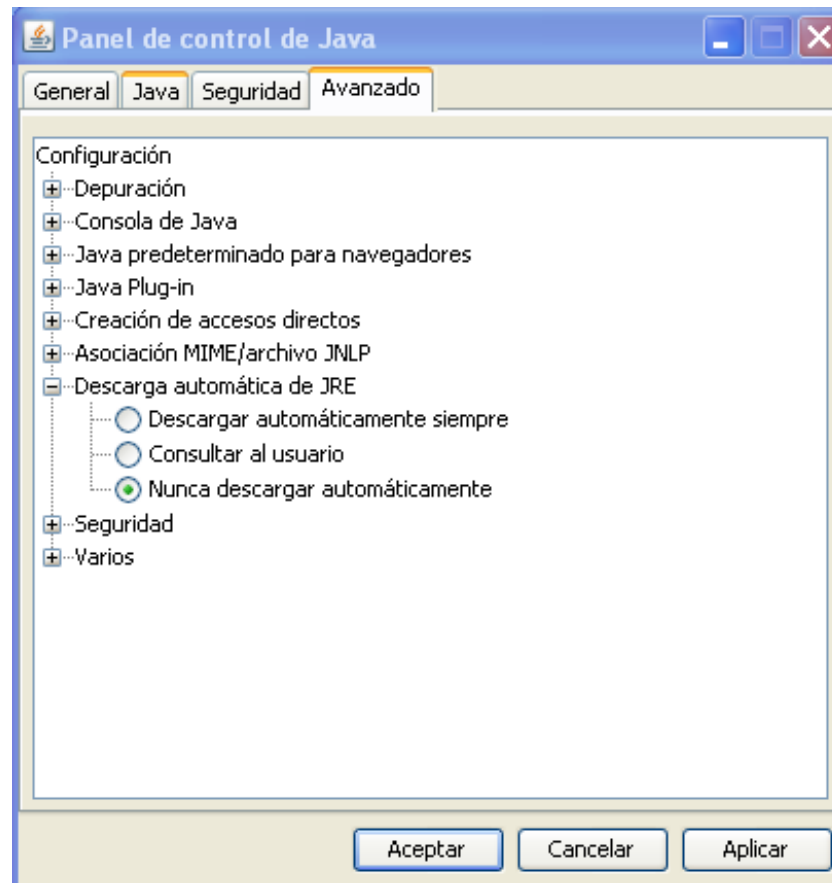 Panel de control de Java
General Java Seguridad Avanzado
Configuración
Depuración
Consola de Java
Java predeterminado para navegadores
Java Plug-in
Creación de accesos directos
Asociación MIME/archivo JNLP
Descarga automática de JRE
Descargar automáticamente siempre
Consultar al usuario
Nunca descargar automáticamente
Seguridad
Varios
Aceptar Cancelar Aplicar